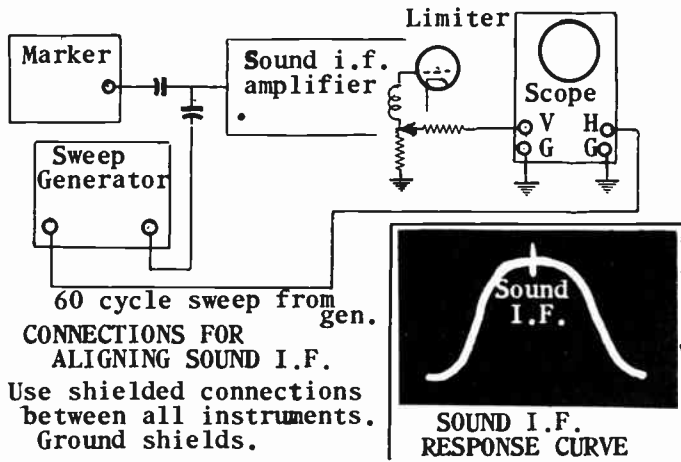 Limiter
Marker
Sound i.f.
amplifier
Scope
V H
G G
Sweep
Generator
60 cycle sweep from
gen.
CONNECTIONS FOR
ALIGNING SOUND I.F.
Use shielded connections
between all instruments.
Ground shields.
Sound
I.F.
SOUND I.F.
RESPONSE CURVE